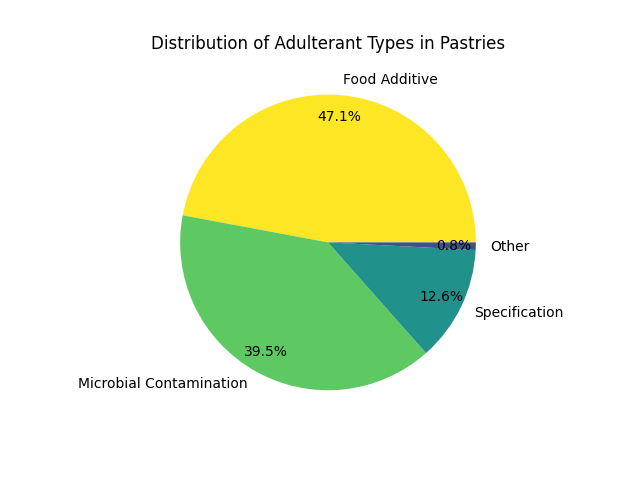 Distribution of Adulterant Types in Pastries
Food Additive
47.1%
0.8%
Other
12.6%
Specification
39.5%
Microbial Contamination